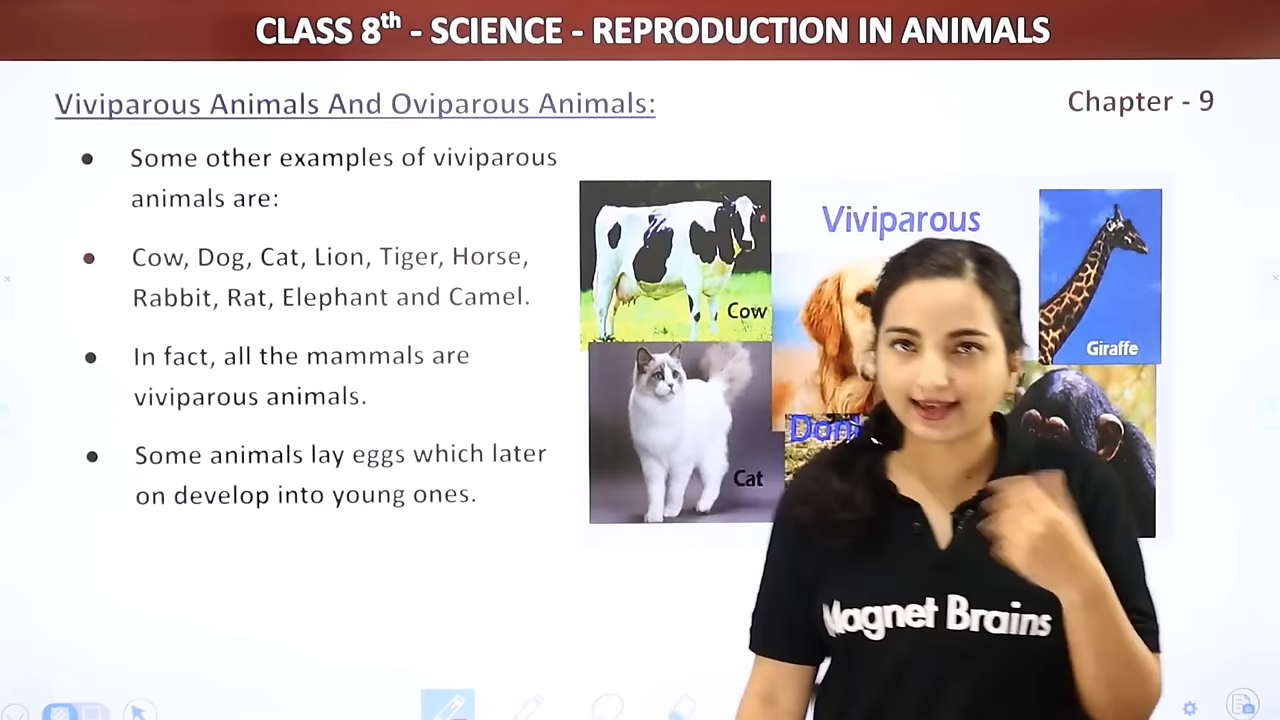 CLASS 8th - SCIENCE - REPRODUCTION IN ANIMALS
Viviparous Animals And Oviparous Animals:
Chapter - 9
● Some other examples of viviparous
animals are:
● Cow, Dog, Cat, Lion, Tiger, Horse,
Rabbit, Rat, Elephant and Camel.
● In fact, all the mammals are
viviparous animals.
● Some animals lay eggs which later
on develop into young ones.
Viviparous
Cow
Giraffe
Cat
Magnet Brains